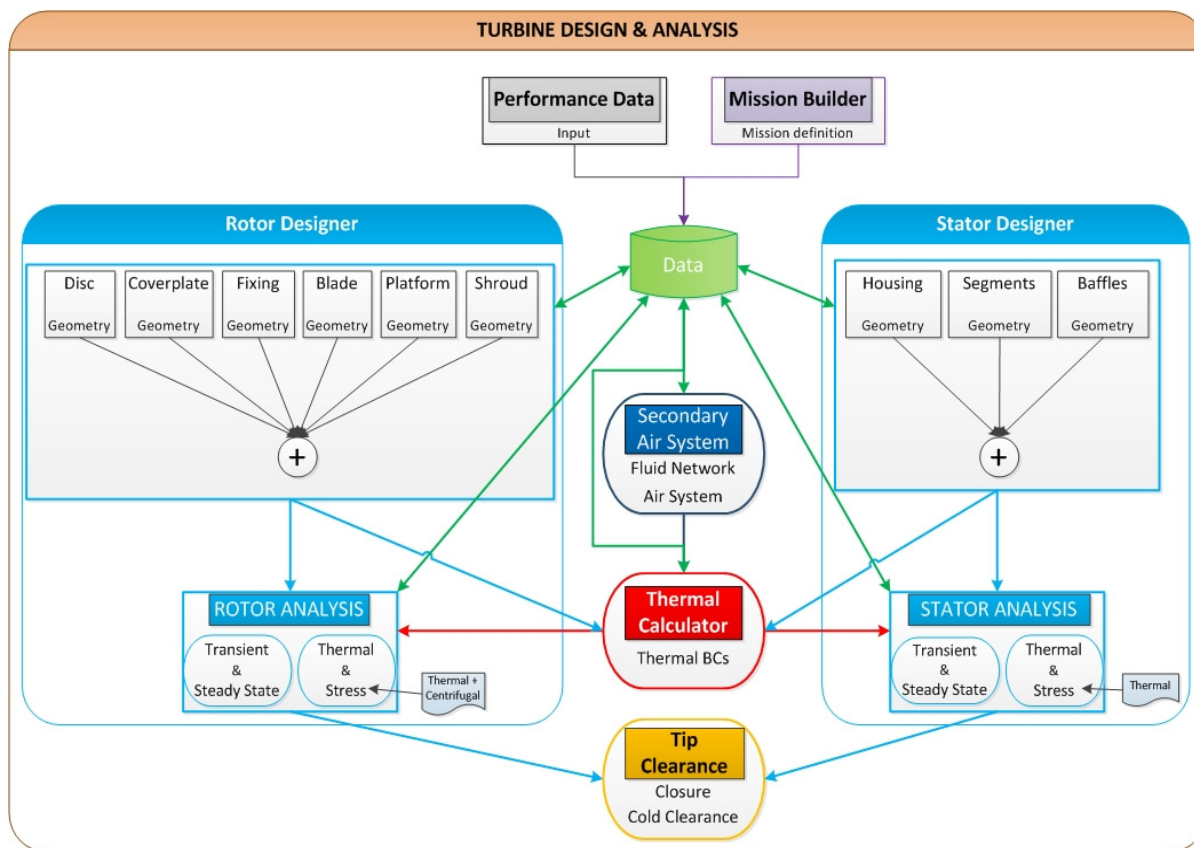 TURBINE DESIGN & ANALYSIS
Performance Data
Input
Mission Builder
Mission definition
Rotor Designer
Stator Designer
Data
Disc
Geometry
Coverplate
Geometry
Fixing
Geometry
Blade
Geometry
Platform
Geometry
Shroud
Geometry
+
Housing
Geometry
Segments
Geometry
Baffles
Geometry
+
Secondary
Air System
Fluid Network
Air System
ROTOR ANALYSIS
Transient
&
Steady State
Thermal
&
Stress
Thermal +
Centrifugal
Thermal
Calculator
Thermal BCs
STATOR ANALYSIS
Transient
&
Steady State
Thermal
&
Stress
Thermal
Tip
Clearance
Closure
Cold Clearance